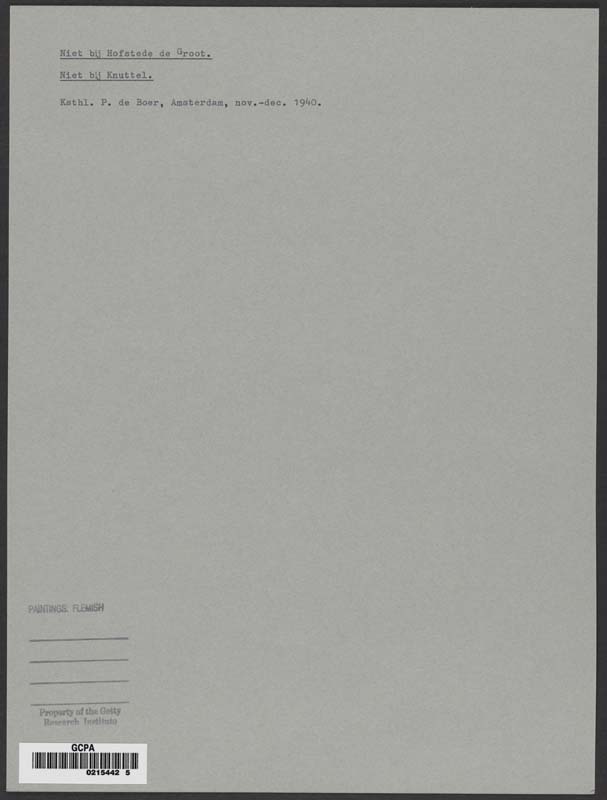 Niet bij Hofstede de Groot.
Niet bij Knuttel.
Ksthl. P. de Boer, Amsterdam, nov.-dec. 1940.
PAINTINGS: FLEMISH
Property of the Getty
Research Institute
GCPA
0215442 5